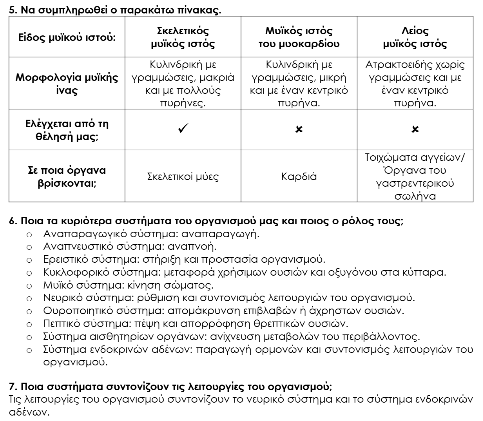 5. Να συμπληρωθεί ο παρακάτω πίνακας.
Είδος μυϊκού ιστού:
Σκελετικός
μυϊκός ιστός
Μυϊκός ιστός
του μυοκαρδίου
Λείος
μυϊκός ιστός
Μορφολογία μυϊκής
ίνας
Κυλινδρική με
γραμμώσεις, μακριά
και με πολλούς
πυρήνες.
Κυλινδρική με
γραμμώσεις, μικρή
και με έναν κεντρικό
πυρήνα.
Ατρακτοειδής χωρίς
γραμμώσεις και με
έναν κεντρικό
πυρήνα.
Ελέγχεται από τη
θέλησή μας;
✓
✗
✗
Σε ποια όργανα
βρίσκονται;
Σκελετικοί μύες
Καρδιά
Τοιχώματα αγγείων/
Όργανα του
γαστρεντερικού
σωλήνα
6. Ποια τα κυριότερα συστήματα του οργανισμού μας και ποιος ο ρόλος τους;
○ Αναπαραγωγικό σύστημα: αναπαραγωγή.
○ Αναπνευστικό σύστημα: αναπνοή.
○ Ερειστικό σύστημα: στήριξη και προστασία οργανισμού.
○ Κυκλοφορικό σύστημα: μεταφορά χρήσιμων ουσιών και οξυγόνου στα κύτταρα.
○ Μυϊκό σύστημα: κίνηση σώματος.
○ Νευρικό σύστημα: ρύθμιση και συντονισμός λειτουργιών του οργανισμού.
○ Ουροποιητικό σύστημα: απομάκρυνση επιβλαβών ή άχρηστων ουσιών.
○ Πεπτικό σύστημα: πέψη και απορρόφηση θρεπτικών ουσιών.
○ Σύστημα αισθητηρίων οργάνων: ανίχνευση μεταβολών του περιβάλλοντος.
○ Σύστημα ενδοκρινών αδένων: παραγωγή ορμονών και συντονισμός λειτουργιών του
οργανισμού.
7. Ποια συστήματα συντονίζουν τις λειτουργίες του οργανισμού;
Τις λειτουργίες του οργανισμού συντονίζουν το νευρικό σύστημα και το σύστημα ενδοκρινών
αδένων.